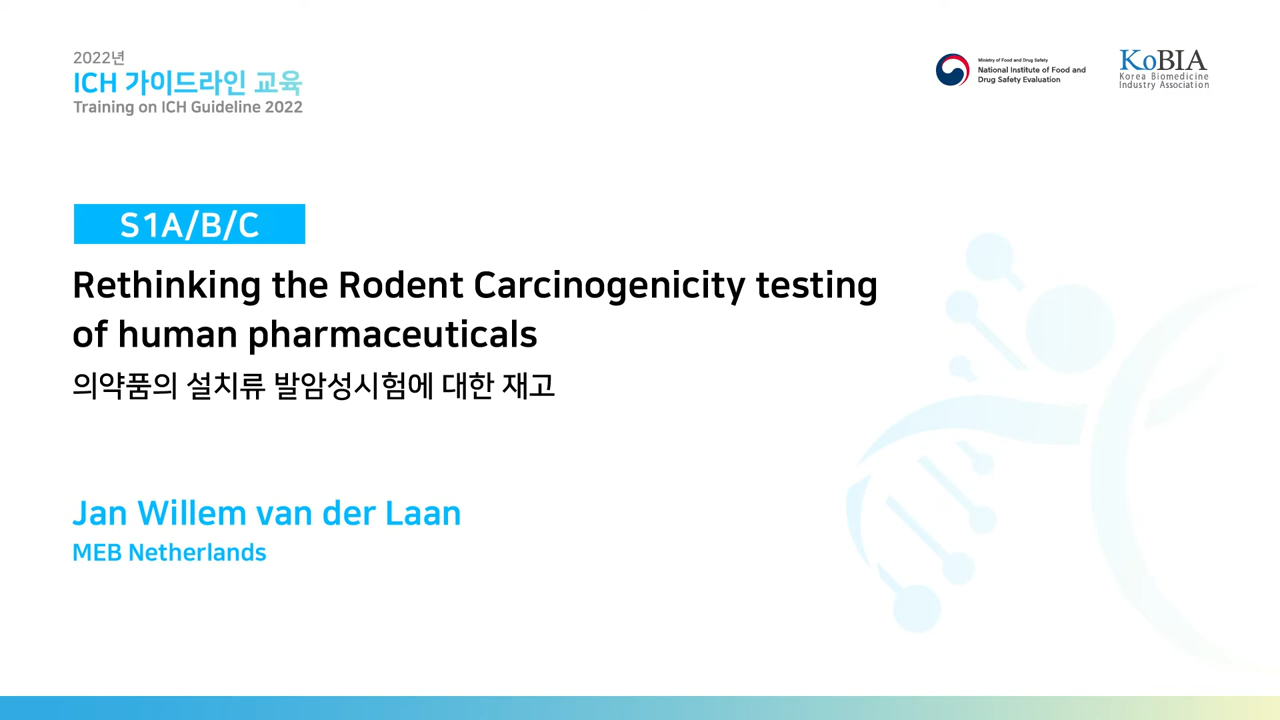 2022년
ICH 가이드라인 교육
Training on ICH Guideline 2022
Ministry of Food and Drug Safety
National Institute of Food and
Drug Safety Evaluation
KoBIA
Korea Biomedicine
Industry Association
S1A/B/C
Rethinking the Rodent Carcinogenicity testing
of human pharmaceuticals
의약품의 설치류 발암성시험에 대한 재고
Jan Willem van der Laan
MEB Netherlands